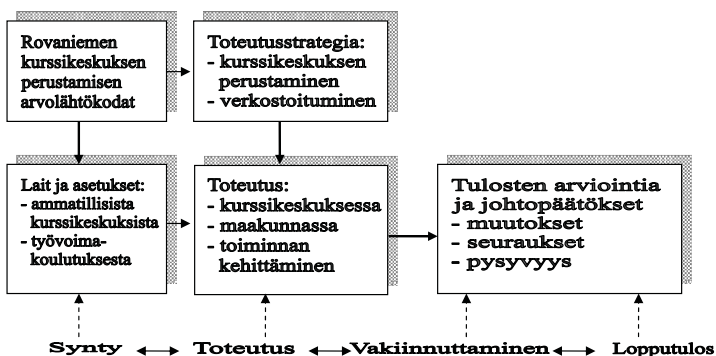 Rovaniemen
kurssikeskuksen
perustamisen
arvolähtökodat
Toteutusstrategia:
- kurssikeskuksen
perustaminen
- verkostoituminen
Lait ja asetukset:
- ammatillisista
kurssikeskuksista
- työvoima-
koulutuksesta
Toteutus:
- kurssikeskuksessa
- maakunnassa
- toiminnan
kehittäminen
Tulosten arviointia
ja johtopäätökset
- muutokset
- seuraukset
- pysyvyys
Synty Toteutus Vakiinnuttaminen Lopputulos